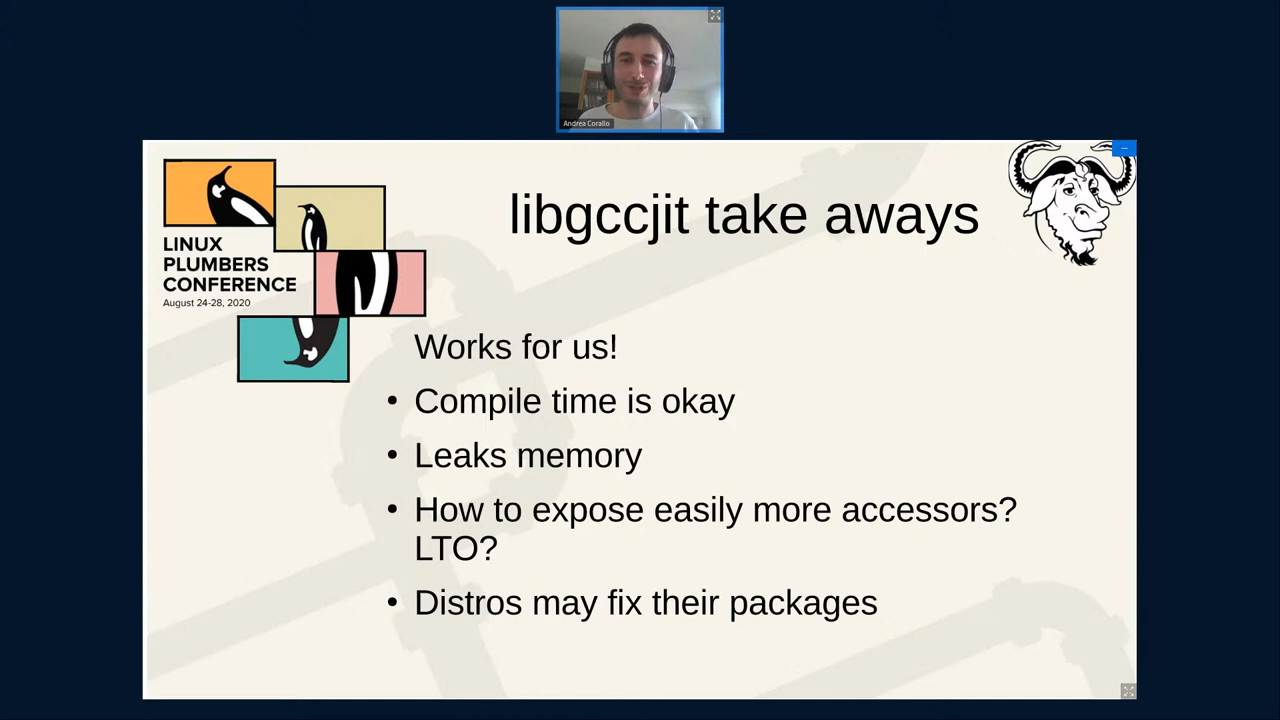 Andrea Corallo
LINUX
PLUMBERS
CONFERENCE
August 24-28, 2020
libgccjit take aways
Works for us!
• Compile time is okay
• Leaks memory
• How to expose easily more accessors?
LTO?
• Distros may fix their packages